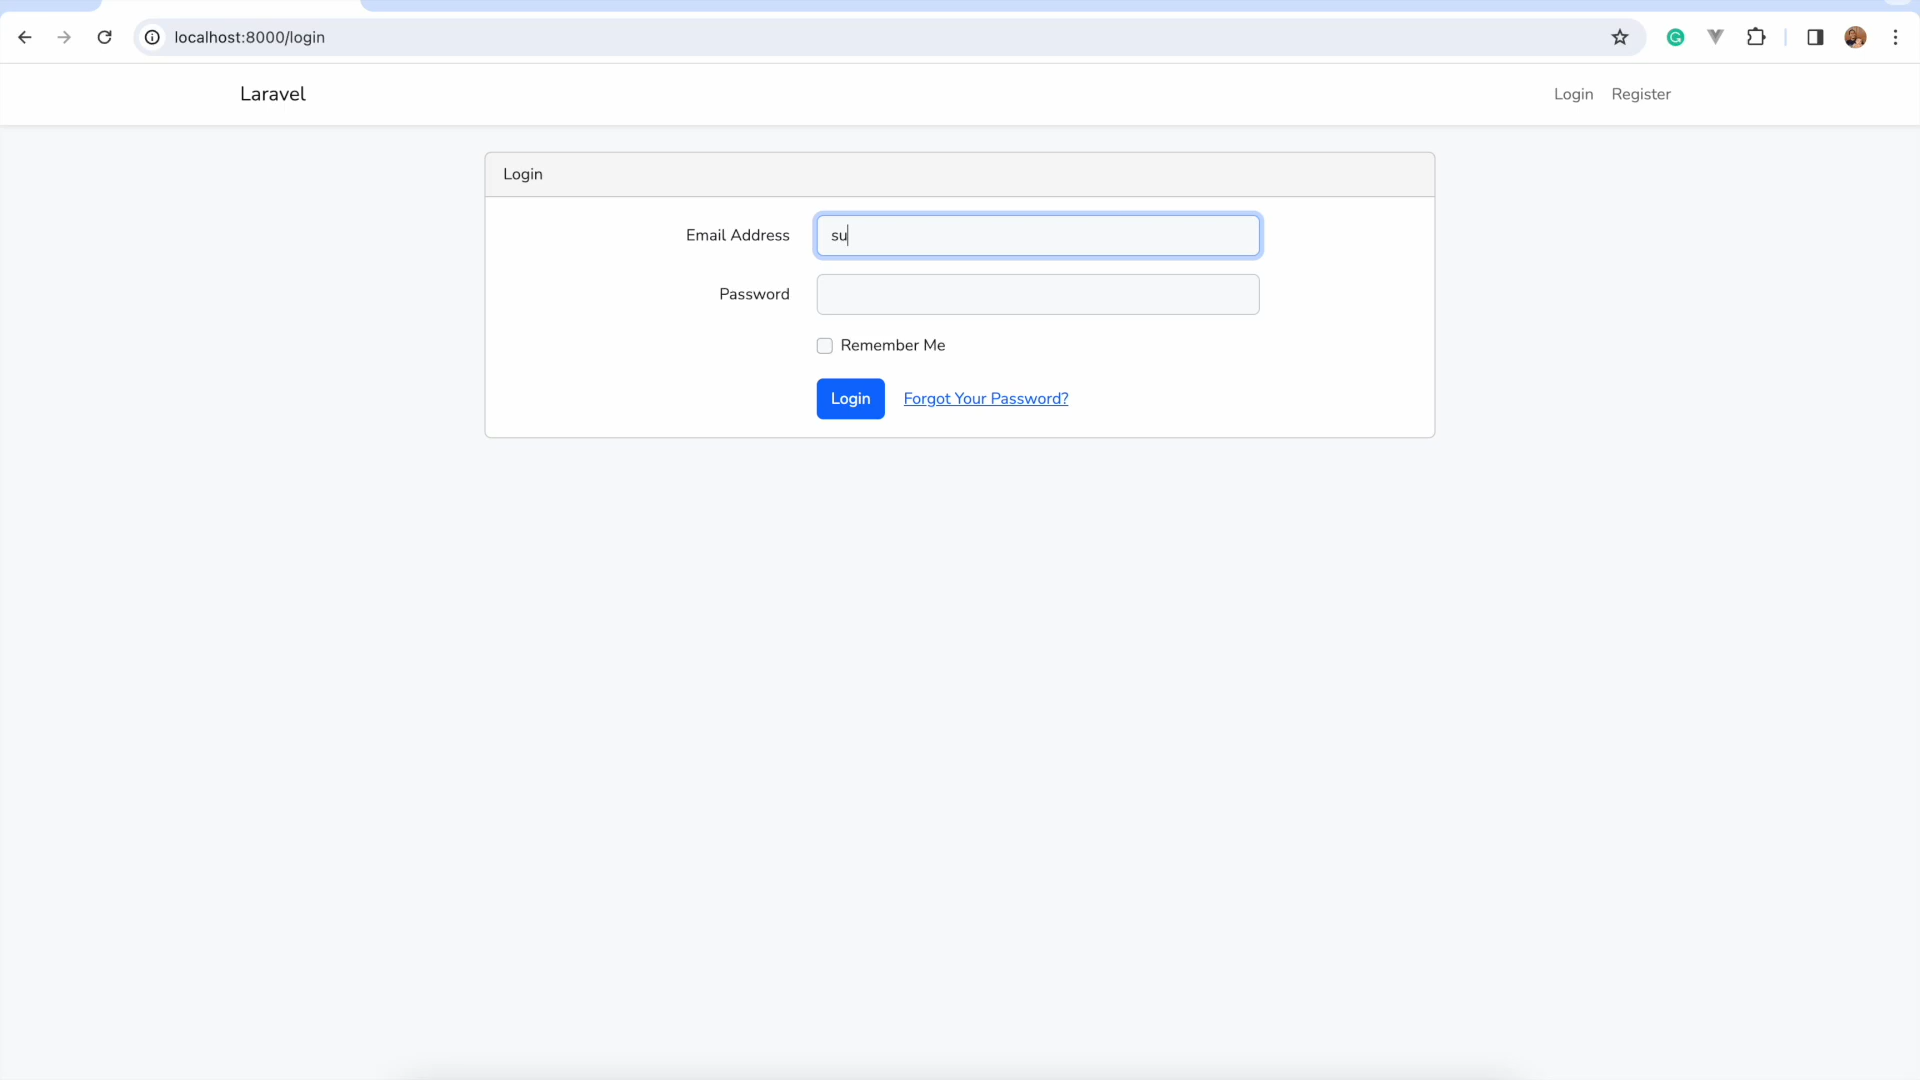 localhost:8000/login
Laravel
Login Register
Login
Email Address su
Password
Remember Me
Login Forgot Your Password?